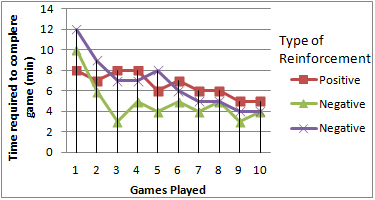 14
12
10
8
6
4
2
0
Time required to complere
game (min)
1 2 3 4 5 6 7 8 9 10
Games Played
Type of
Reinforcement
Positive
Negative
Negative